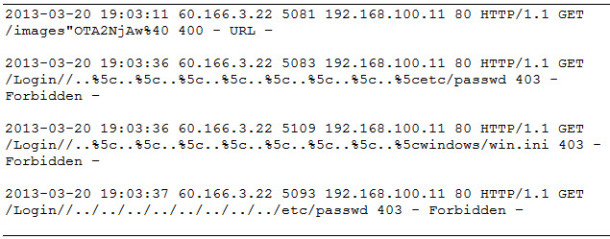 2013-03-20 19:03:11 60.166.3.22 5081 192.168.100.11 80 HTTP/1.1 GET
/images"OTA2NjAw%40 400 - URL -
2013-03-20 19:03:36 60.166.3.22 5083 192.168.100.11 80 HTTP/1.1 GET
/Login//..%5c..%5c..%5c..%5c..%5c..%5c..%5c..%5cetc/passwd 403 -
Forbidden -
2013-03-20 19:03:36 60.166.3.22 5109 192.168.100.11 80 HTTP/1.1 GET
/Login//..%5c..%5c..%5c..%5c..%5c..%5c..%5c..%5cwindows/win.ini 403 -
Forbidden -
2013-03-20 19:03:37 60.166.3.22 5093 192.168.100.11 80 HTTP/1.1 GET
/Login//../../../../../../../../etc/passwd 403 - Forbidden -